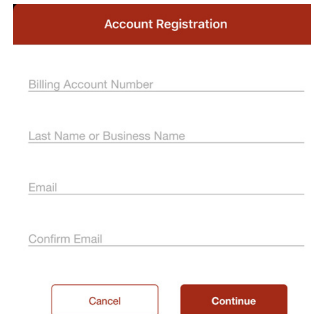 Account Registration
Billing Account Number
Last Name or Business Name
Email
Confirm Email
Cancel Continue